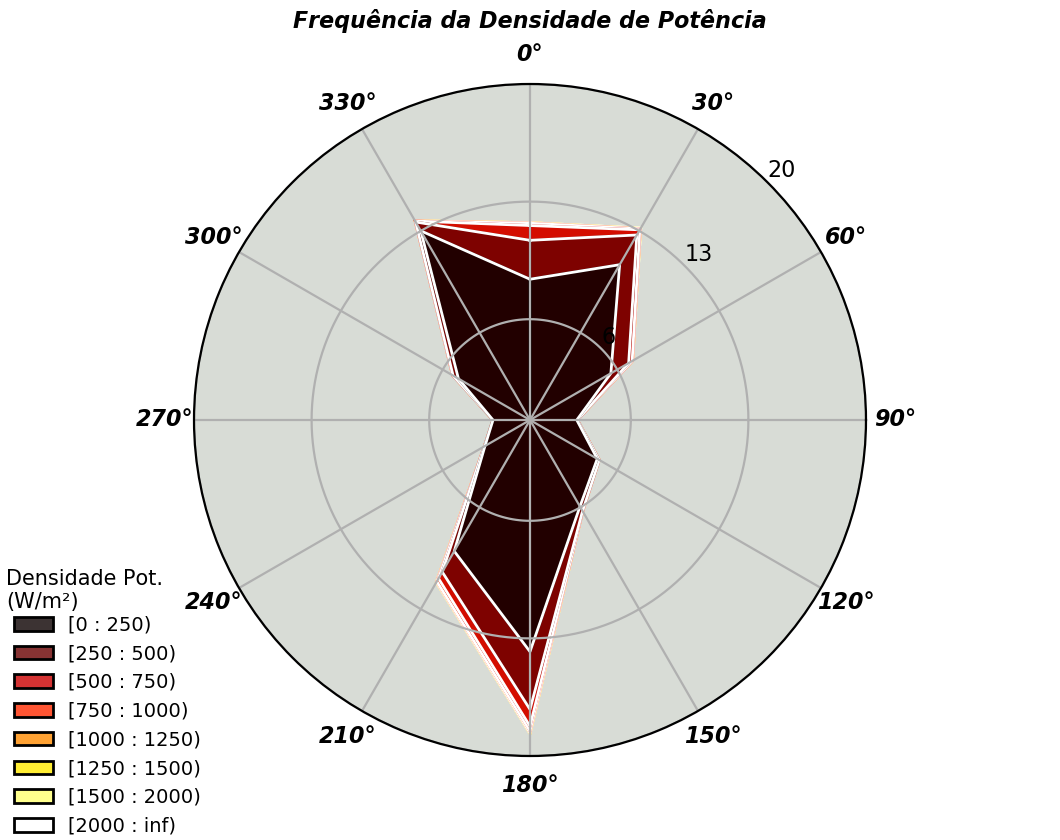 Frequência da Densidade de Potência
0°
30°
60°
90°
120°
150°
180°
210°
240°
270°
300°
330°
6
13
20
Densidade Pot.
(W/m²)
[0 : 250)
[250 : 500)
[500 : 750)
[750 : 1000)
[1000 : 1250)
[1250 : 1500)
[1500 : 2000)
[2000 : inf)